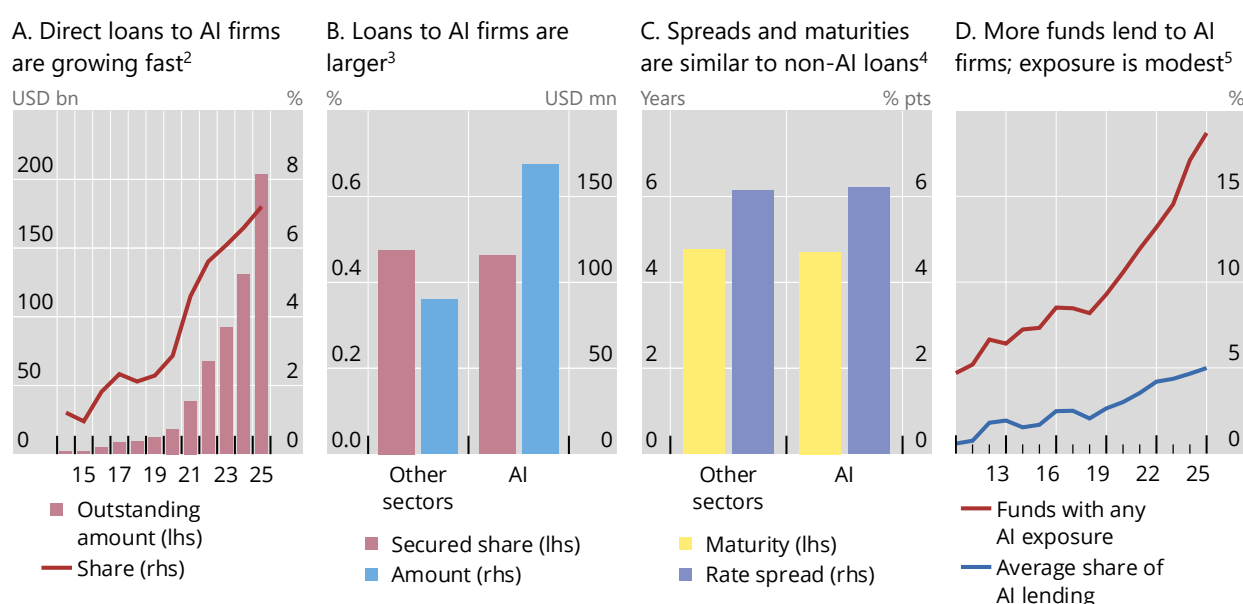 A. Direct loans to AI firms
are growing fast²
USD bn %
200 8
150 6
100 4
50 2
0 0
15 17 19 21 23 25
Outstanding
amount (lhs)
Share (rhs)
B. Loans to AI firms are
larger³
% USD mn
0.6 150
0.4 100
0.2 50
0.0 0
Other
sectors
AI
Secured share (lhs)
Amount (rhs)
C. Spreads and maturities
are similar to non-AI loans⁴
Years % pts
6 6
4 4
2 2
0 0
Other
sectors
AI
Maturity (lhs)
Rate spread (rhs)
D. More funds lend to AI
firms; exposure is modest⁵
%
15
10
5
0
13 16 19 22 25
Funds with any
AI exposure
Average share of
AI lending